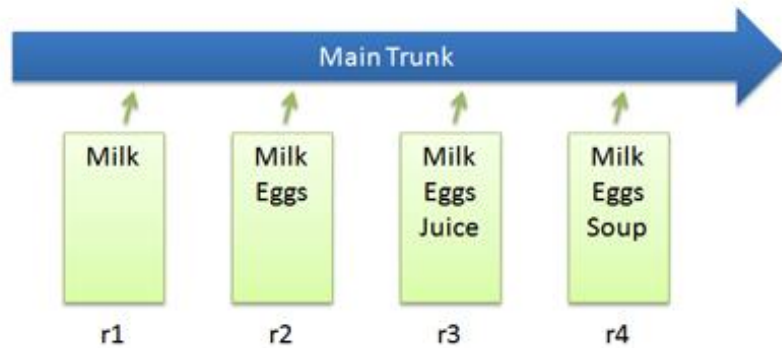 Main Trunk
Milk
Milk
Eggs
Milk
Eggs
Juice
Milk
Eggs
Soup
r1
r2
r3
r4